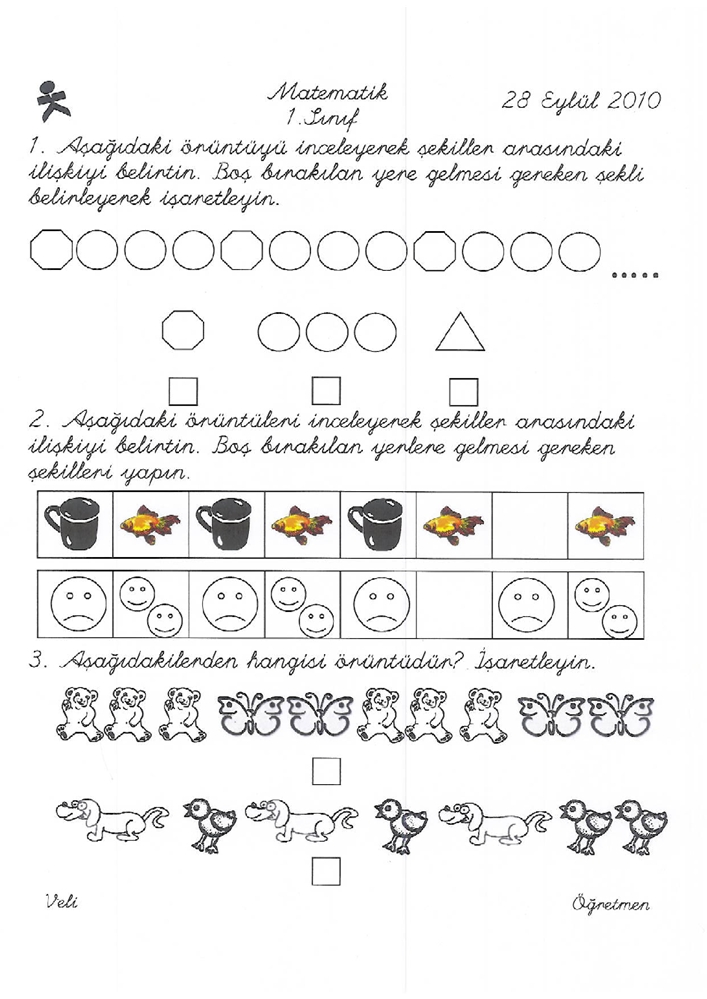 Matematik
28 Eylül 2010
1.Sınıf
1. Aşağıdaki örüntüyü inceleyerek şekiller arasındaki
ilişkiyi belirtin. Boş bırakılan yere gelmesi gereken şekli
belirleyerek işaretleyin.
.....
2. Aşağıdaki örüntüleri inceleyerek şekiller arasındaki
ilişkiyi belirtin. Boş bırakılan yerlere gelmesi gereken
şekilleri yapın.
3. Aşağıdakilerden hangisi örüntüdür? İşaretleyin.
Veli
Öğretmen